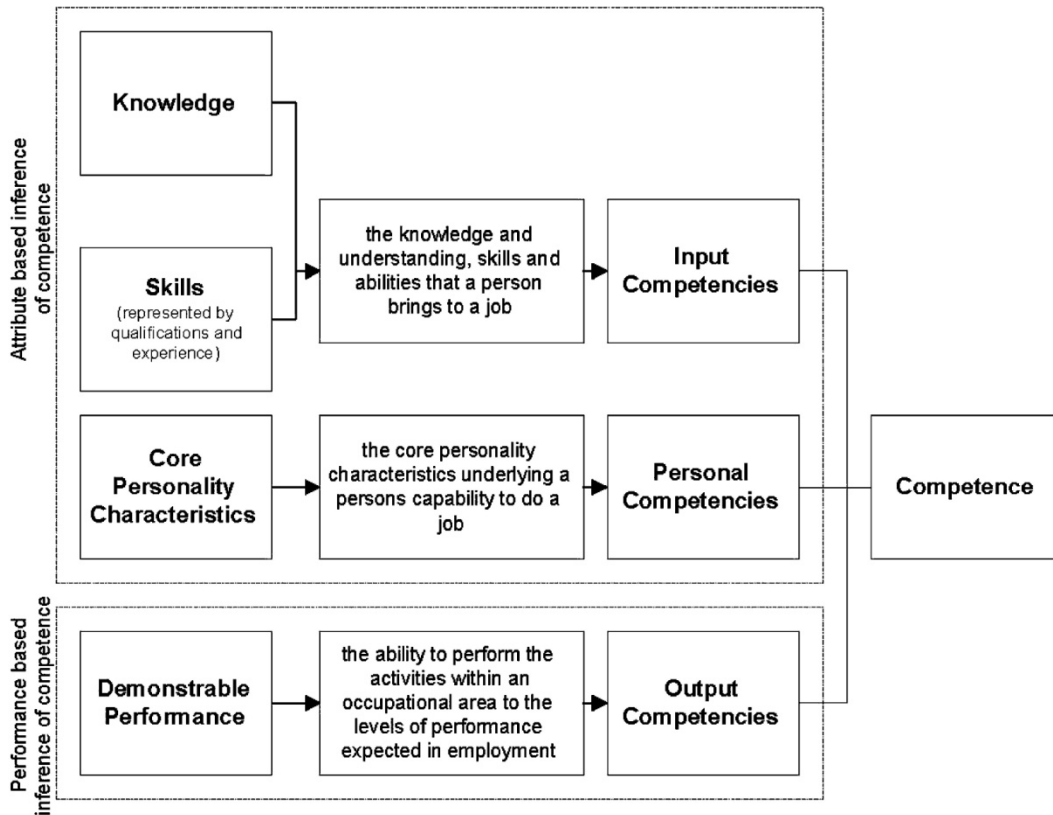 Attribute based inference
of competence
Knowledge
Skills
(represented by
qualifications and
experience)
the knowledge and
understanding, skills and
abilities that a person
brings to a job
Input
Competencies
Core
Personality
Characteristics
the core personality
characteristics underlying a
persons capability to do a
job
Personal
Competencies
Competence
Performance based
inference of competence
Demonstrable
Performance
the ability to perform the
activities within an
occupational area to the
levels of performance
expected in employment
Output
Competencies